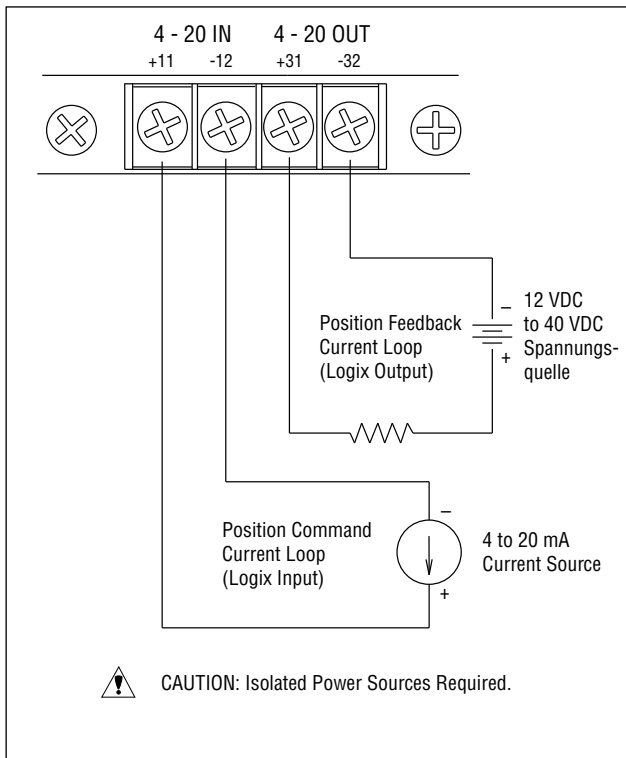 4 - 20 IN 4 - 20 OUT
+11 -12 +31 -32
Position Feedback
Current Loop
(Logix Output)
–
+
12 VDC
to 40 VDC
Spannungs-
quelle
Position Command
Current Loop
(Logix Input)
–
+
4 to 20 mA
Current Source
! CAUTION: Isolated Power Sources Required.